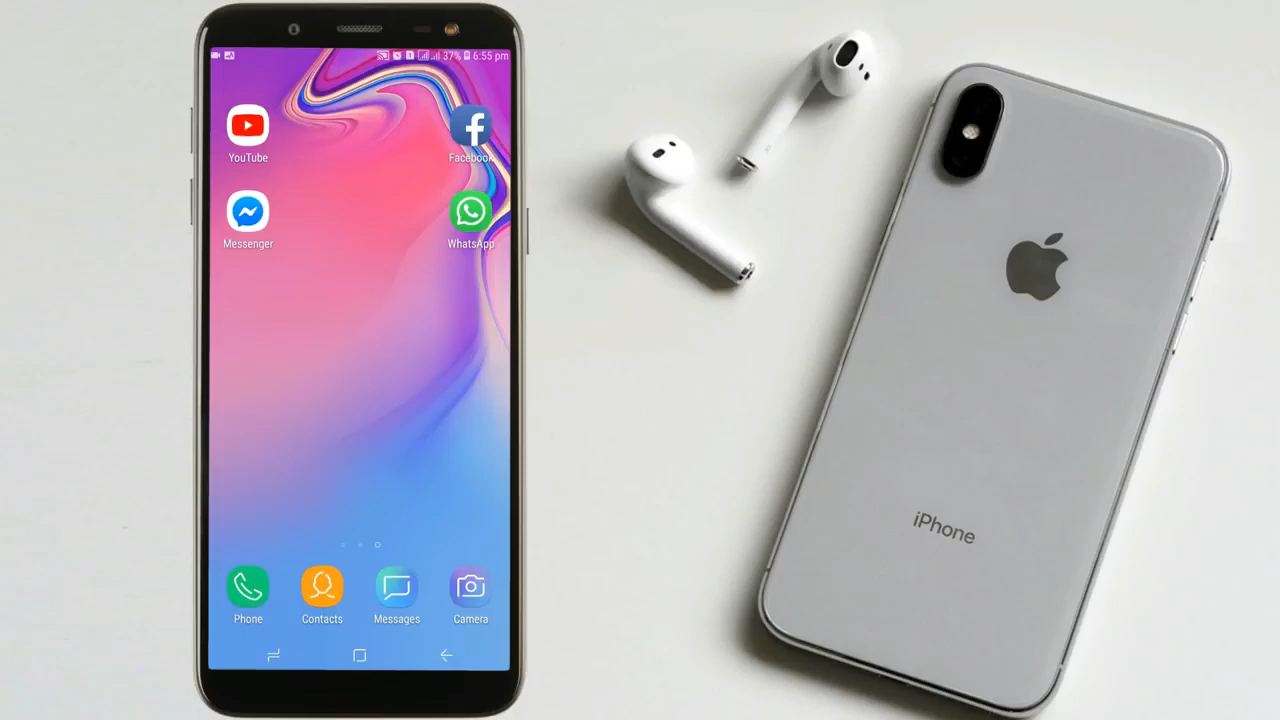 37% 6:55 pm
YouTube
Facebook
Messenger
WhatsApp
Phone
Contacts
Messages
Camera
iPhone